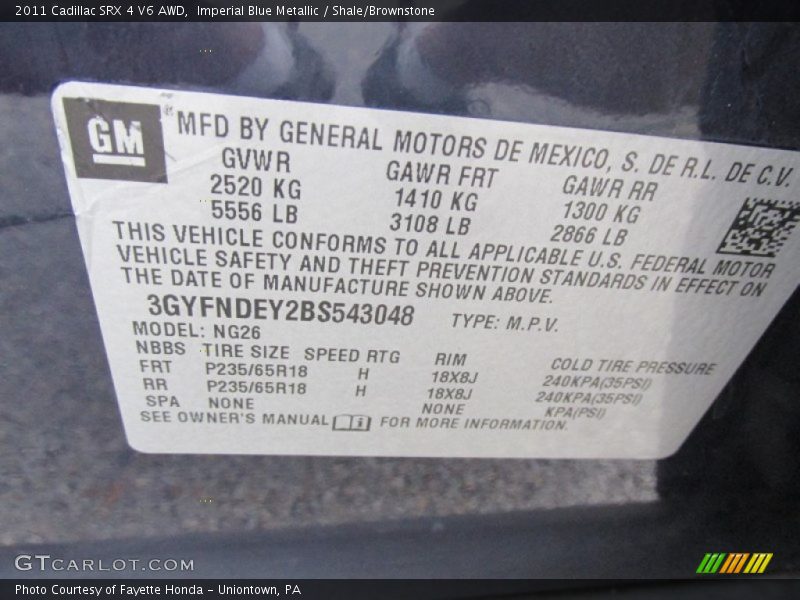 2011 Cadillac SRX 4 V6 AWD,  Imperial Blue Metallic / Shale/Brownstone
GM
MFD BY GENERAL MOTORS DE MEXICO, S. DE R.L. DE C.V.
GVWR GAWR FRT GAWR RR
2520 KG 1410 KG 1300 KG
5556 LB 3108 LB 2866 LB
THIS VEHICLE CONFORMS TO ALL APPLICABLE U.S. FEDERAL MOTOR
VEHICLE SAFETY AND THEFT PREVENTION STANDARDS IN EFFECT ON
THE DATE OF MANUFACTURE SHOWN ABOVE.
3GYFNDEY2BS543048 TYPE: M.P.V.
MODEL: NG26
NBBS TIRE SIZE SPEED RTG RIM COLD TIRE PRESSURE
FRT P235/65R18 H 18X8J 240KPA(35PSI)
RR P235/65R18 H 18X8J 240KPA(35PSI)
SPA NONE NONE KPA(PSI)
SEE OWNER'S MANUAL FOR MORE INFORMATION.
GTCARLOT.COM
Photo Courtesy of Fayette Honda - Uniontown, PA